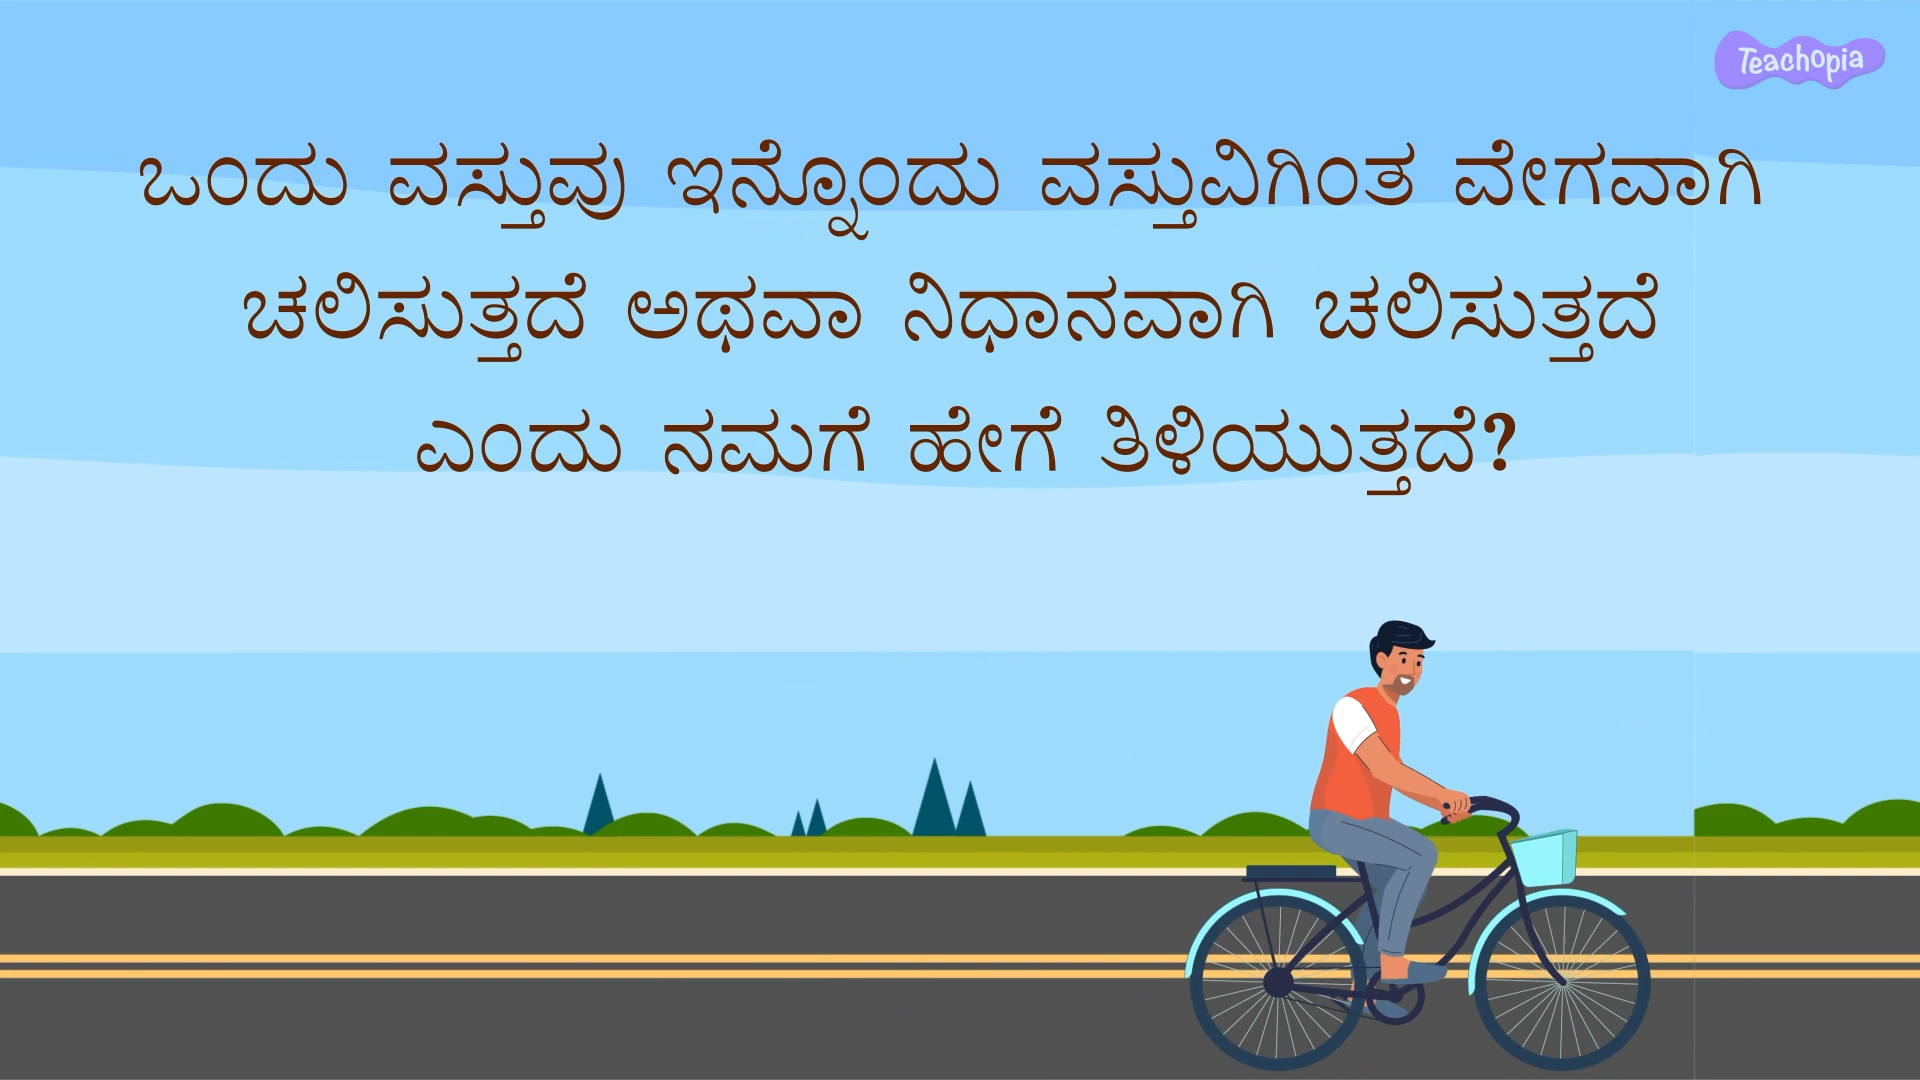 Teachopia
ಒಂದು ವಸ್ತುವು ಇನ್ನೊಂದು ವಸ್ತುವಿಗಿಂತ ವೇಗವಾಗಿ
ಚಲಿಸುತ್ತದೆ ಅಥವಾ ನಿಧಾನವಾಗಿ ಚಲಿಸುತ್ತದೆ
ಎಂದು ನಮಗೆ ಹೇಗೆ ತಿಳಿಯುತ್ತದೆ?